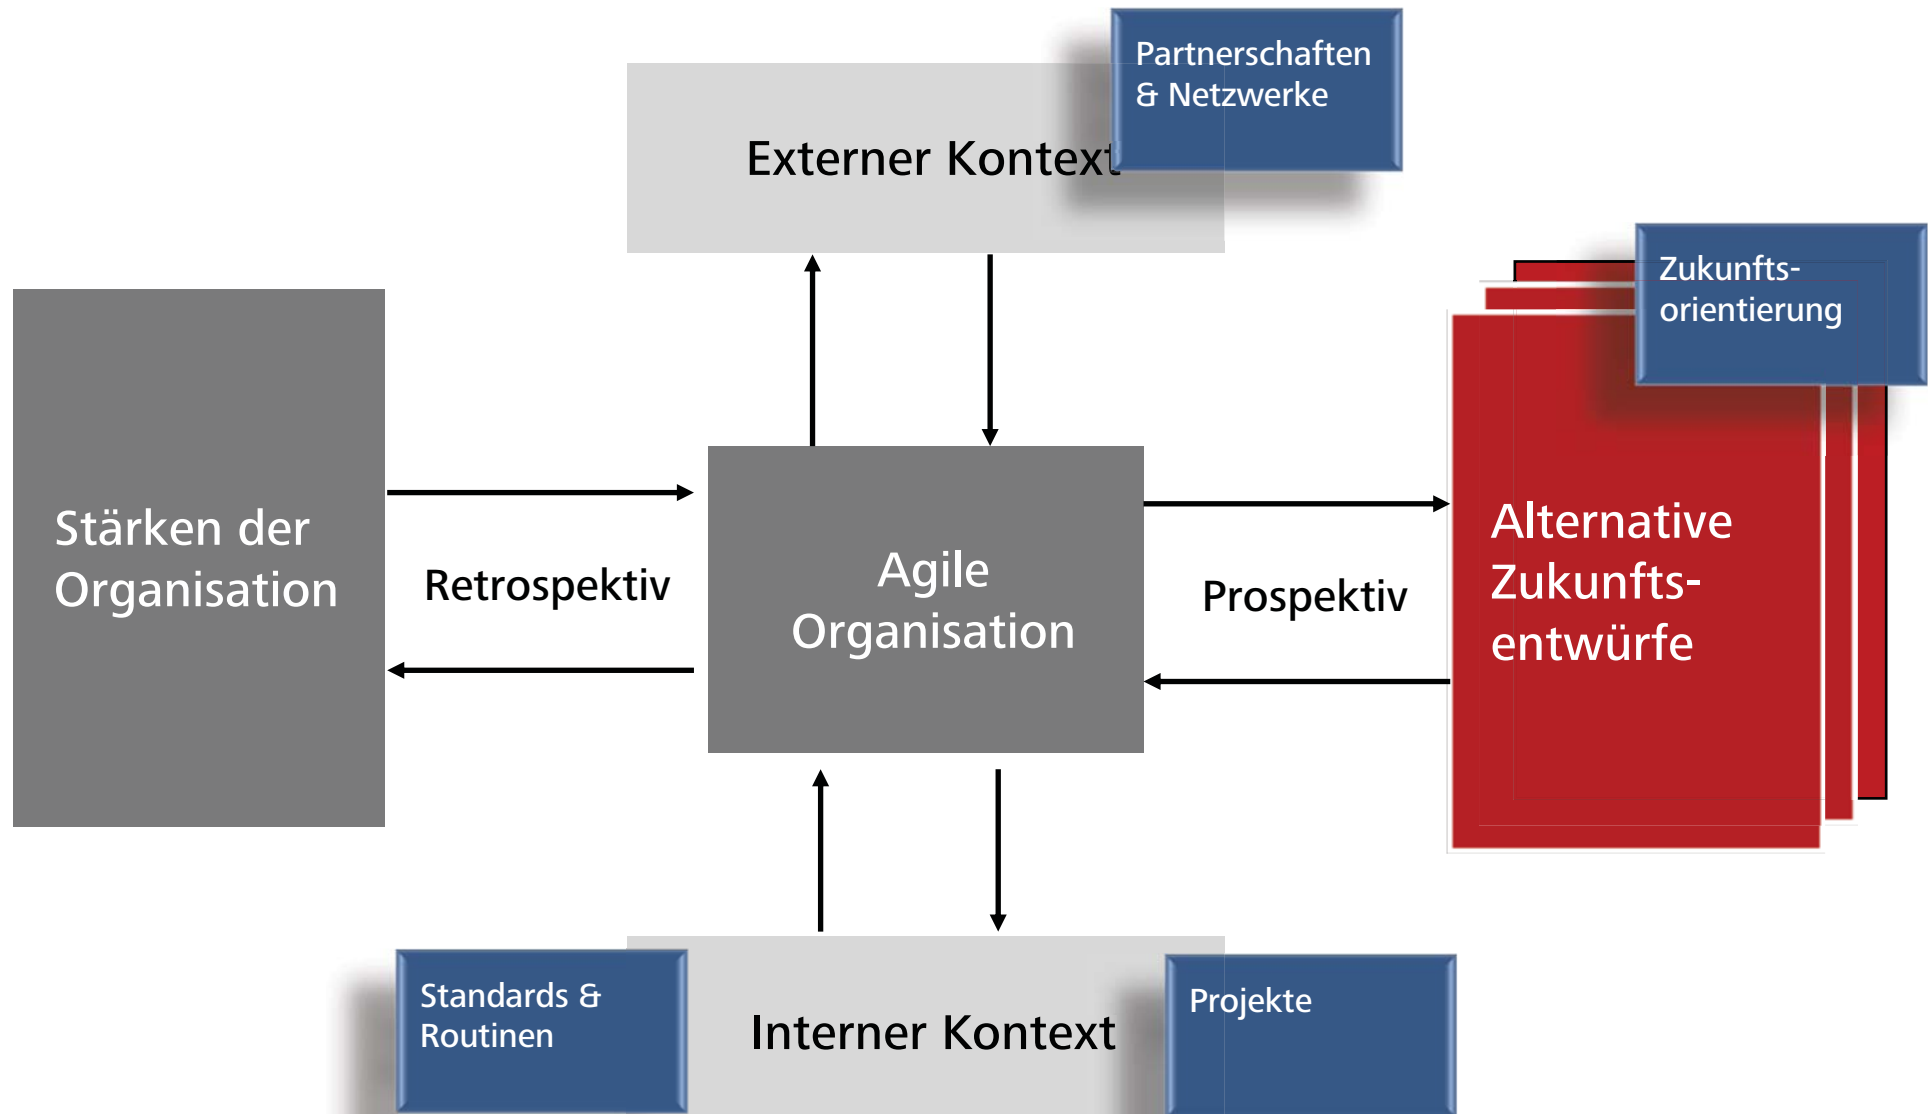 Partnerschaften
& Netzwerke
Externer Kontext
Zukunfts-
orientierung
Stärken der
Organisation
Retrospektiv
Agile
Organisation
Prospektiv
Alternative
Zukunfts-
entwürfe
Standards &
Routinen
Interner Kontext
Projekte